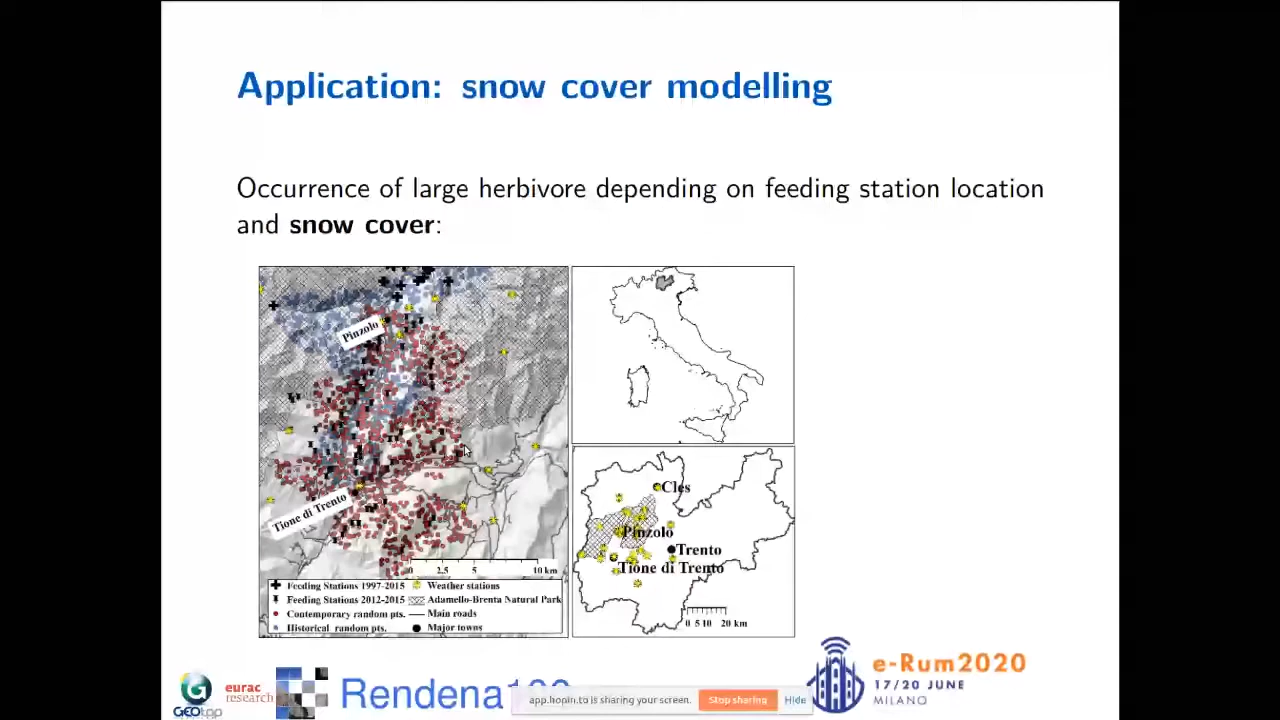 Application: snow cover modelling
Occurrence of large herbivore depending on feeding station location
and snow cover:
Pinzolo
Tione di Trento
0 2.5 5 10 km
Feeding Stations 1997-2015
Weather stations
Feeding Stations 2012-2015
Adamello-Brenta Natural Park
Contemporary random pts.
Main roads
Historical random pts.
Major towns
Cles
Pinzolo
Trento
Tione di Trento
0 5 10 20 km
GEOtop
eurac
research
Rendena
e-Rum2020
17/20 JUNE
MILANO
app.hopin.to is sharing your screen.
Stop sharing
Hide